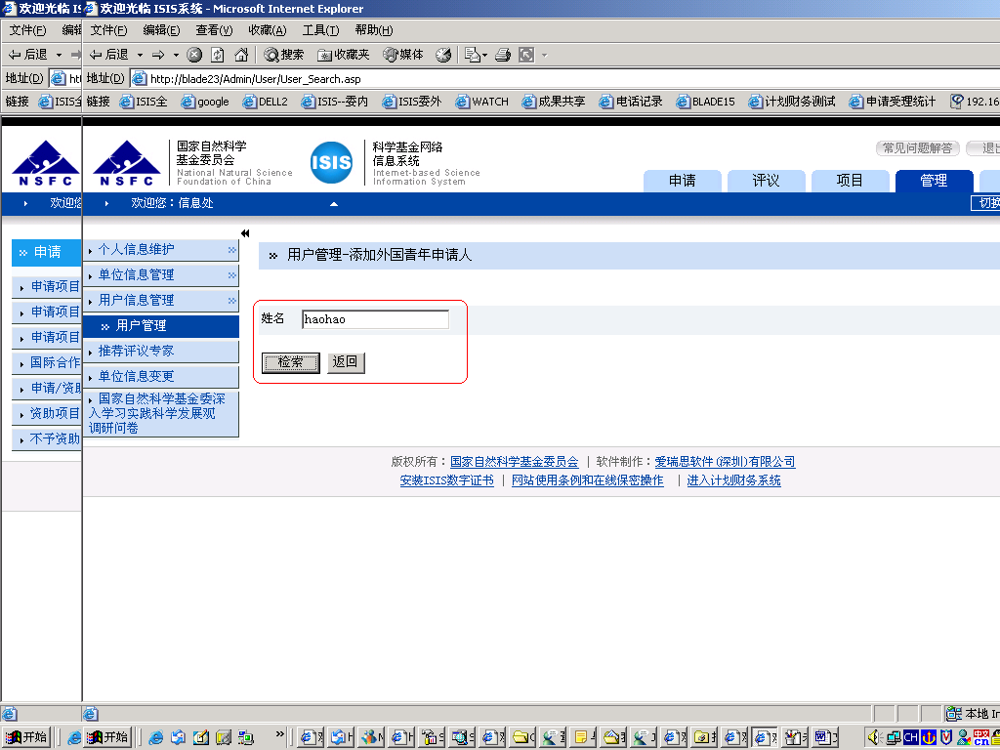 欢迎光临 IS
欢迎光临 ISIS系统 - Microsoft Internet Explorer
文件(F) 编辑
文件(F) 编辑(E) 查看(V) 收藏(A) 工具(T) 帮助(H)
后退
后退 搜索 收藏夹 媒体
地址(D) htt
地址(D) http://blade23/Admin/User/User_Search.asp
链接 ISIS全
链接 ISIS全 google DELL2 ISIS--委内 ISIS委外 WATCH 成果共享 电话记录 BLADE15 计划财务测试 申请受理统计 192.16
NSFC
NSFC
国家自然科学
基金委员会
National Natural Science
Foundation of China
ISIS
科学基金网络
信息系统
Internet-based Science
Information System
常见问题解答 退出
申请 评议 项目 管理
欢迎您
欢迎您：信息处
切换
申请
申请项目
申请项目
申请项目
国际合作
申请/资助
资助项目
不予资助
个人信息维护
单位信息管理
用户信息管理
用户管理
推荐评议专家
单位信息变更
国家自然科学基金委深
入学习实践科学发展观
调研问卷
用户管理-添加外国青年申请人
姓名 haohao
检索 返回
版权所有：国家自然科学基金委员会 | 软件制作：爱瑞思软件(深圳)有限公司
安装ISIS数字证书 | 网站使用条例和在线保密操作 | 进入计划财务系统
本地 In
开始
开始
CH